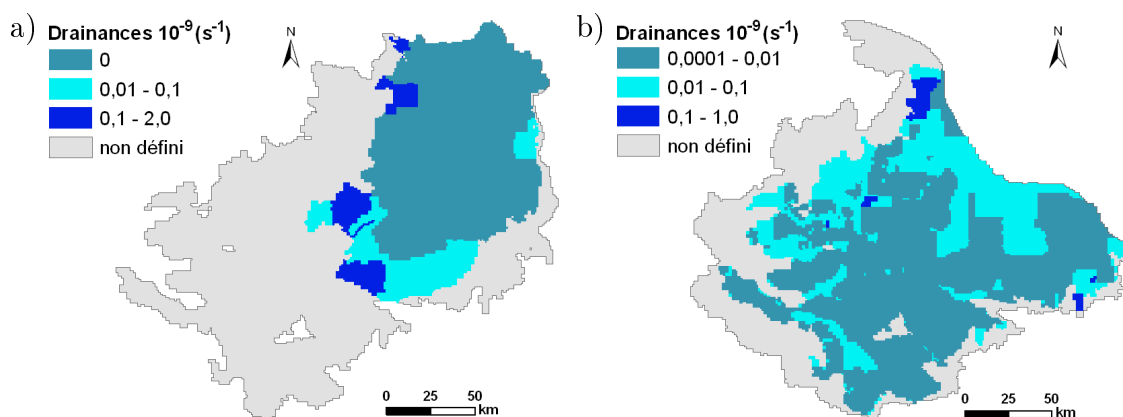 a)
Drainances 10⁻⁹(s⁻¹)
0
0,01 - 0,1
0,1 - 2,0
non défini
N
0 25 50
km
b)
Drainances 10⁻⁹(s⁻¹)
0,0001 - 0,01
0,01 - 0,1
0,1 - 1,0
non défini
N
0 25 50
km